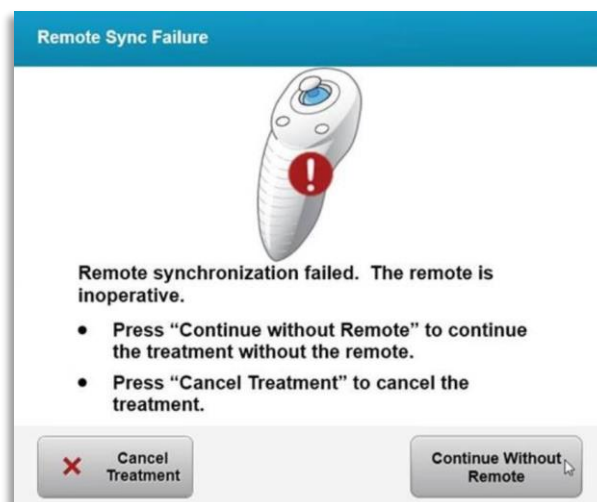 Remote Sync Failure
Remote synchronization failed. The remote is
inoperative.
• Press “Continue without Remote” to continue
the treatment without the remote.
• Press “Cancel Treatment” to cancel the
treatment.
Cancel
Treatment
Continue Without
Remote